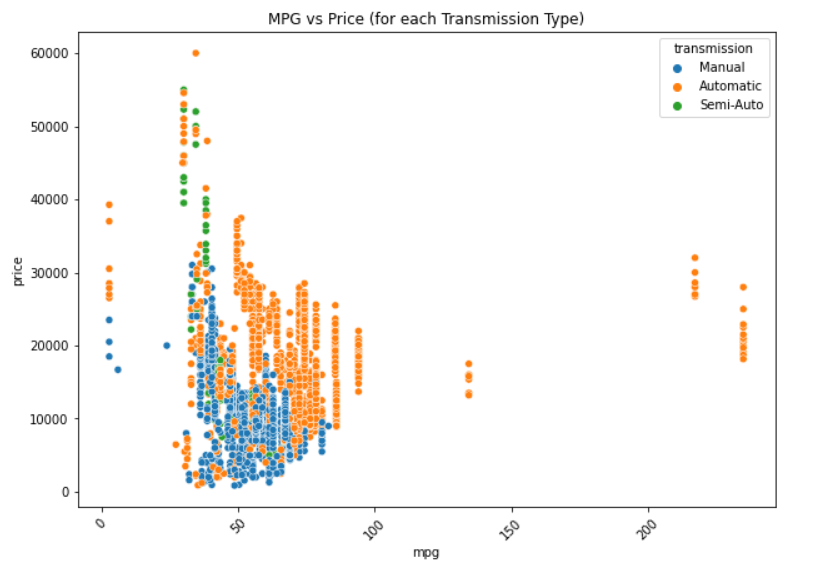 MPG vs Price (for each Transmission Type)
transmission
Manual
Automatic
Semi-Auto
60000
50000
40000
30000
20000
10000
0
price
0
50
100
150
200
mpg